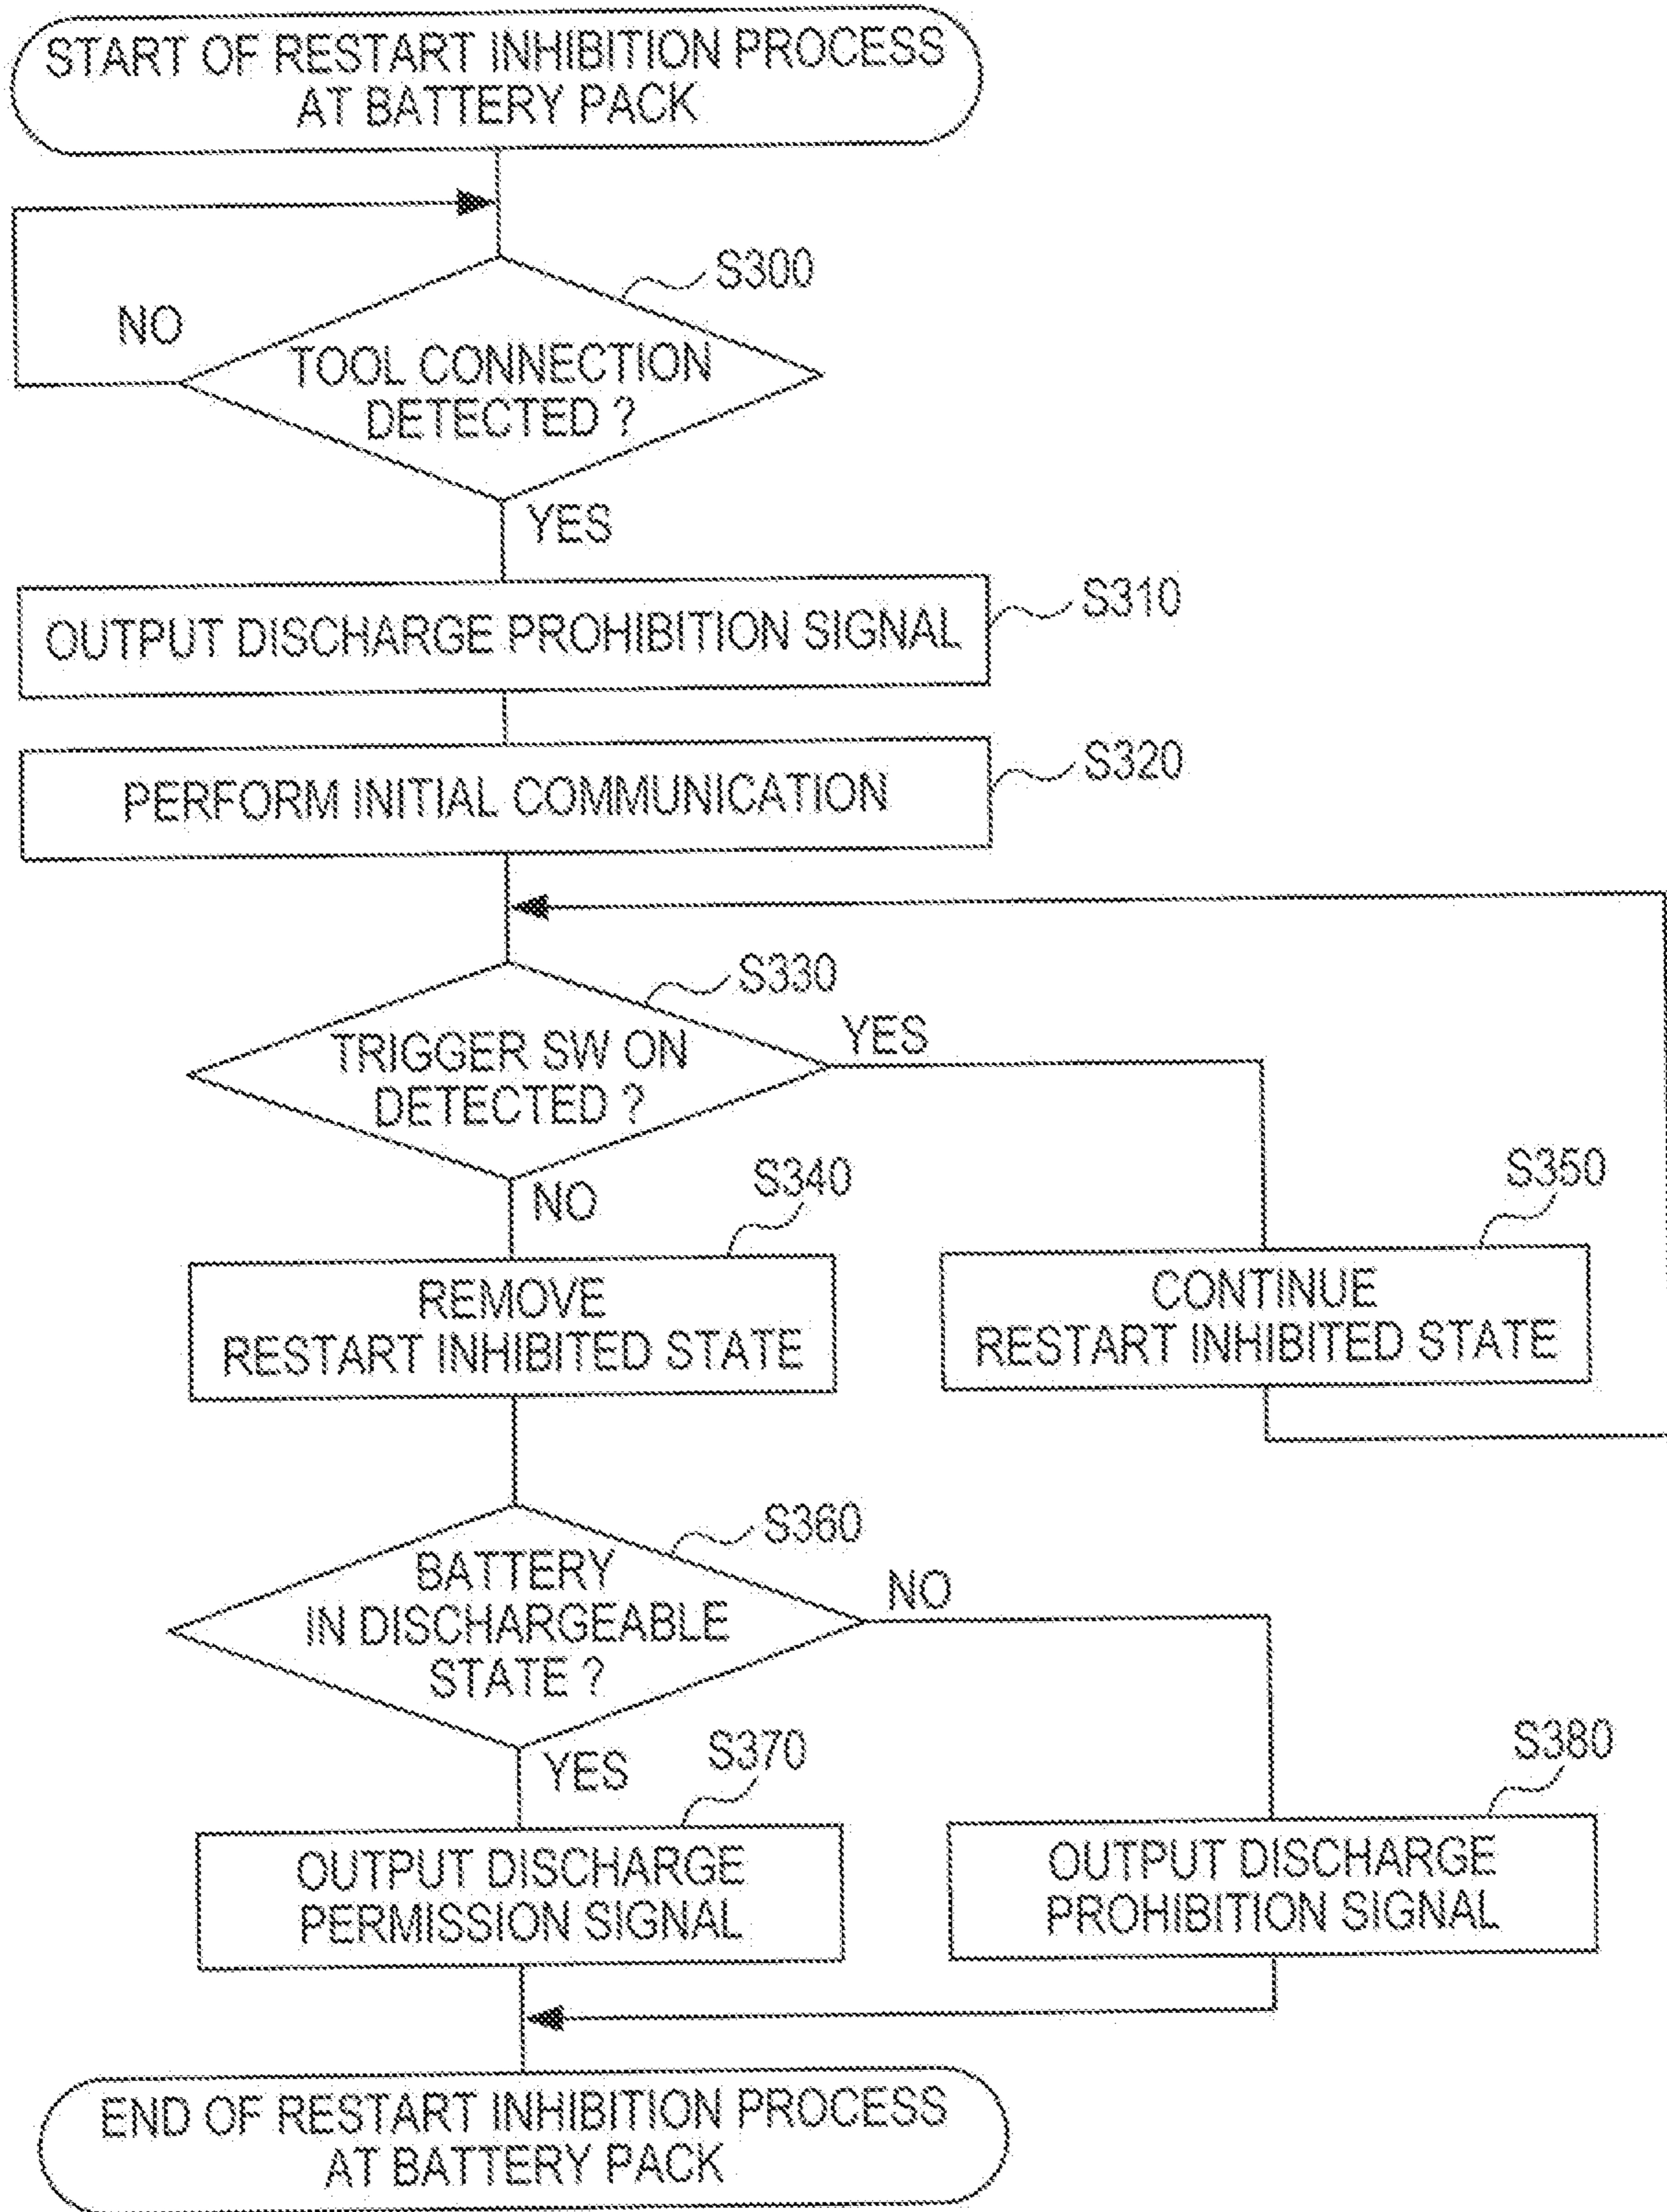 START OF RESTART INHIBITION PROCESS
AT BATTERY PACK
S300
NO
TOOL CONNECTION
DETECTED ?
YES
OUTPUT DISCHARGE PROHIBITION SIGNAL
S310
PERFORM INITIAL COMMUNICATION
S320
S330
TRIGGER SW ON
DETECTED ?
YES
NO
S340
S350
REMOVE
RESTART INHIBITED STATE
CONTINUE
RESTART INHIBITED STATE
S360
BATTERY
IN DISCHARGEABLE
STATE ?
NO
YES
S370
S380
OUTPUT DISCHARGE
PERMISSION SIGNAL
OUTPUT DISCHARGE
PROHIBITION SIGNAL
END OF RESTART INHIBITION PROCESS
AT BATTERY PACK